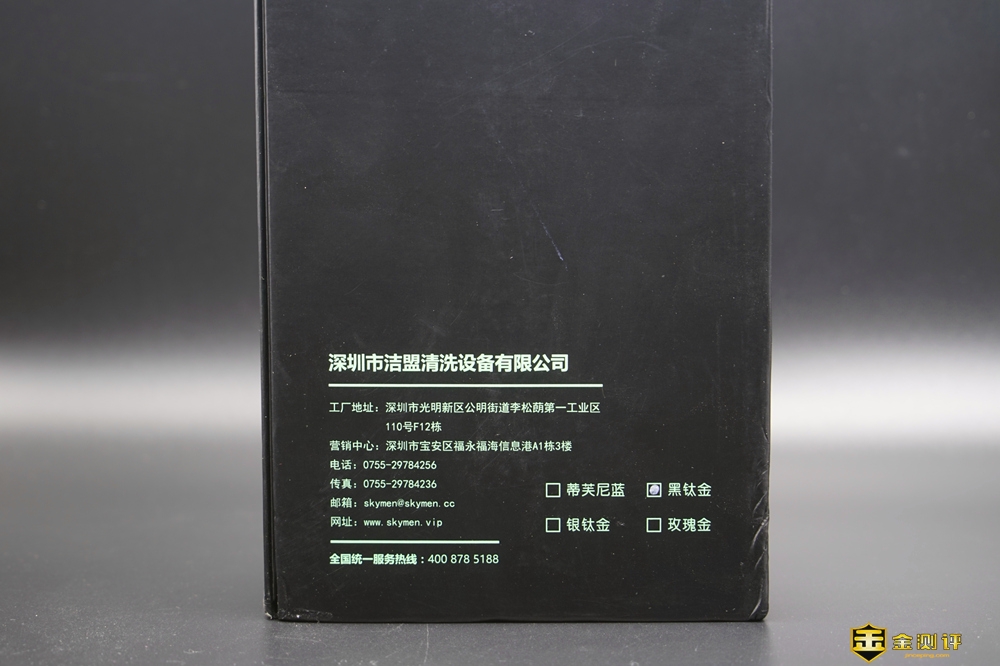 深圳市洁盟清洗设备有限公司
工厂地址：深圳市光明新区公明街道李松蓢第一工业区
110号F12栋
营销中心：深圳市宝安区福永福海信息港A1栋3楼
电话：0755-29784256
传真：0755-29784236
邮箱：skymen@skymen.cc
网址：www.skymen.vip
全国统一服务热线：400 878 5188
蒂芙尼蓝 黑钛金
银钛金 玫瑰金
金测评